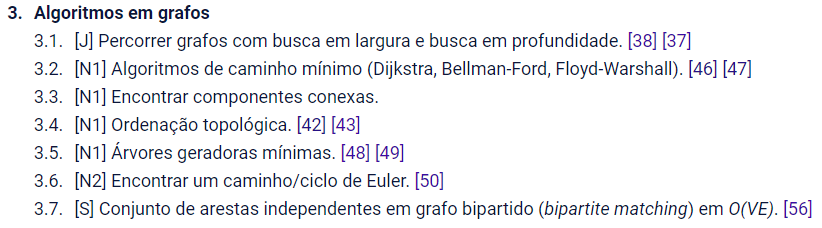 3. Algoritmos em grafos
3.1. [J] Percorrer grafos com busca em largura e busca em profundidade. [38] [37]
3.2. [N1] Algoritmos de caminho mínimo (Dijkstra, Bellman-Ford, Floyd-Warshall). [46] [47]
3.3. [N1] Encontrar componentes conexas.
3.4. [N1] Ordenação topológica. [42] [43]
3.5. [N1] Árvores geradoras mínimas. [48] [49]
3.6. [N2] Encontrar um caminho/ciclo de Euler. [50]
3.7. [S] Conjunto de arestas independentes em grafo bipartido (bipartite matching) em O(VE). [56]